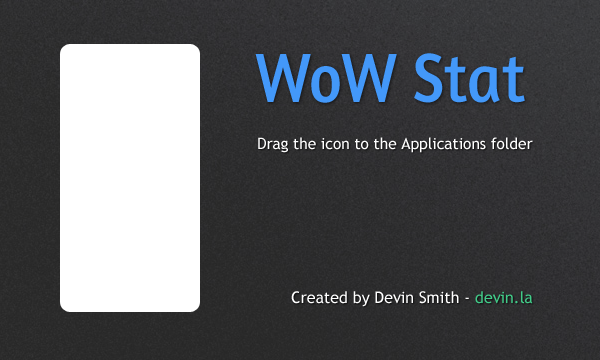 WoW Stat
Drag the icon to the Applications folder
Created by Devin Smith - devin.la